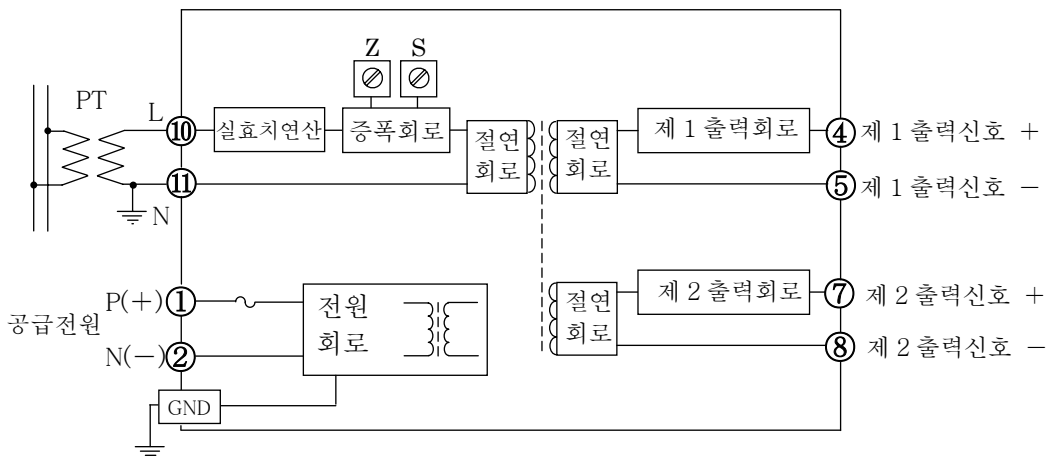 Z S
PT
L
⑩ 실효치연산 증폭회로 절연 절연 제 1 출력회로 ④ 제 1 출력신호 +
회로 회로
⑪ ⑤ 제 1 출력신호 −
N
P(+) ① 전원 절연 제 2 출력회로 ⑦ 제 2 출력신호 +
공급전원 회로 회로
N(−) ② ⑧ 제 2 출력신호 −
GND